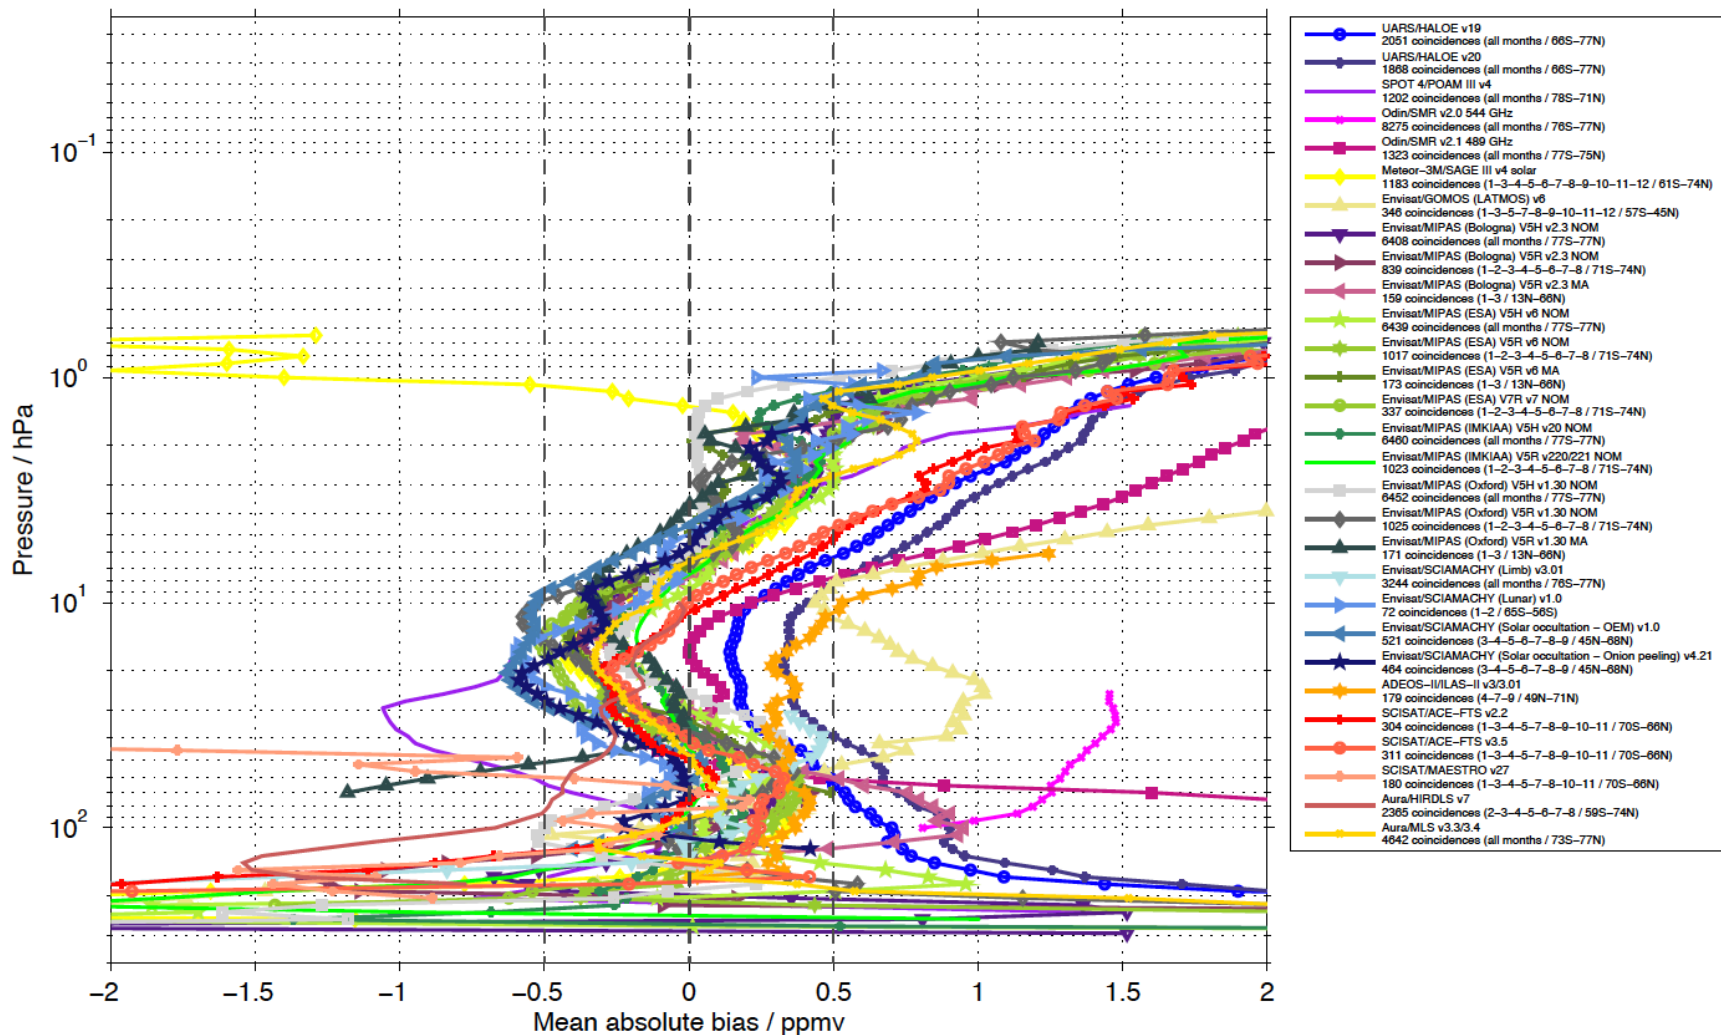 10⁻¹
10⁰
10¹
10²
Pressure / hPa
−2
−1.5
−1
−0.5
0
0.5
1
1.5
2
Mean absolute bias / ppmv
UARS/HALOE v19
2051 coincidences (all months / 66S−77N)
UARS/HALOE v20
1868 coincidences (all months / 66S−77N)
SPOT 4/POAM III v4
1202 coincidences (all months / 78S−71N)
Odin/SMR v2.0 544 GHz
8275 coincidences (all months / 76S−77N)
Odin/SMR v2.1 489 GHz
1323 coincidences (all months / 77S−75N)
Meteor−3M/SAGE III v4 solar
1183 coincidences (1−3−4−5−6−7−8−9−10−11−12 / 61S−74N)
Envisat/GOMOS (LATMOS) v6
346 coincidences (1−3−5−7−8−9−10−11−12 / 57S−45N)
Envisat/MIPAS (Bologna) V5H v2.3 NOM
6408 coincidences (all months / 77S−77N)
Envisat/MIPAS (Bologna) V5R v2.3 NOM
839 coincidences (1−2−3−4−5−6−7−8 / 71S−74N)
Envisat/MIPAS (Bologna) V5R v2.3 MA
159 coincidences (1−3 / 13N−66N)
Envisat/MIPAS (ESA) V5H v6 NOM
6439 coincidences (all months / 77S−77N)
Envisat/MIPAS (ESA) V5R v6 NOM
1017 coincidences (1−2−3−4−5−6−7−8 / 71S−74N)
Envisat/MIPAS (ESA) V5R v6 MA
173 coincidences (1−3 / 13N−66N)
Envisat/MIPAS (ESA) V7R v7 NOM
337 coincidences (1−2−3−4−5−6−7−8 / 71S−74N)
Envisat/MIPAS (IMKIAA) V5H v20 NOM
6460 coincidences (all months / 77S−77N)
Envisat/MIPAS (IMKIAA) V5R v220/221 NOM
1023 coincidences (1−2−3−4−5−6−7−8 / 71S−74N)
Envisat/MIPAS (Oxford) V5H v1.30 NOM
6452 coincidences (all months / 77S−77N)
Envisat/MIPAS (Oxford) V5R v1.30 NOM
1025 coincidences (1−2−3−4−5−6−7−8 / 71S−74N)
Envisat/MIPAS (Oxford) V5R v1.30 MA
171 coincidences (1−3 / 13N−66N)
Envisat/SCIAMACHY (Limb) v3.01
3244 coincidences (all months / 76S−77N)
Envisat/SCIAMACHY (Lunar) v1.0
72 coincidences (1−2 / 65S−56S)
Envisat/SCIAMACHY (Solar occultation − OEM) v1.0
521 coincidences (3−4−5−6−7−8−9 / 45N−68N)
Envisat/SCIAMACHY (Solar occultation − Onion peeling) v4.21
464 coincidences (3−4−5−6−7−8−9 / 45N−68N)
ADEOS−II/ILAS−II v3/3.01
179 coincidences (4−7−9 / 49N−71N)
SCISAT/ACE−FTS v2.2
304 coincidences (1−3−4−5−7−8−9−10−11 / 70S−66N)
SCISAT/ACE−FTS v3.5
311 coincidences (1−3−4−5−7−8−9−10−11 / 70S−66N)
SCISAT/MAESTRO v27
180 coincidences (1−3−4−5−7−8−10−11 / 70S−66N)
Aura/HIRDLS v7
2365 coincidences (2−3−4−5−6−7−8 / 59S−74N)
Aura/MLS v3.3/3.4
4642 coincidences (all months / 73S−77N)